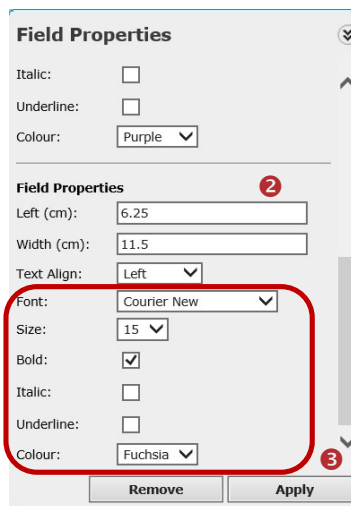 Field Properties
Italic:
Underline:
Colour: Purple
Field Properties 2
Left (cm): 6.25
Width (cm): 11.5
Text Align: Left
Font: Courier New
Size: 15
Bold:
Italic:
Underline:
Colour: Fuchsia 3
Remove Apply